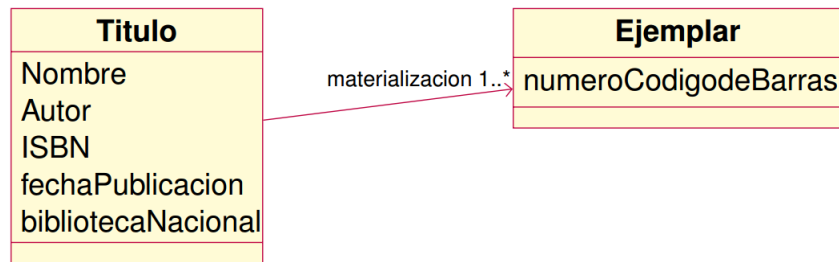 Titulo
Nombre
Autor
ISBN
fechaPublicacion
bibliotecaNacional
materializacion 1..*
Ejemplar
numeroCodigodeBarras